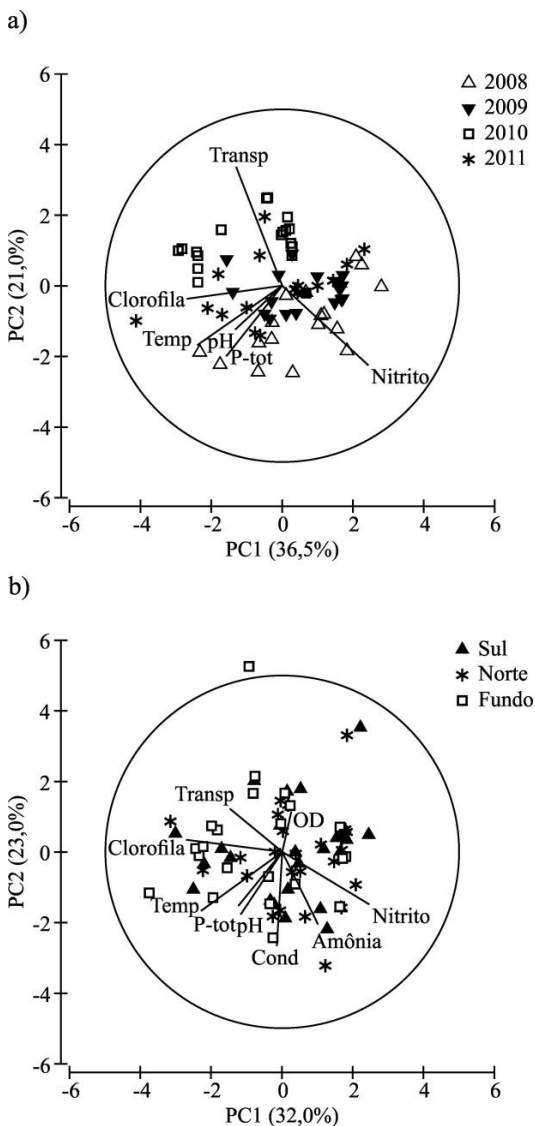 a)
6
4
2
0
-2
-4
-6
PC2 (21,0%)
2008
2009
2010
2011
Transp
Clorofila
Temp
pH
P-tot
Nitrito
-6 -4 -2 0 2 4 6
PC1 (36,5%)
b)
6
4
2
0
-2
-4
-6
PC2 (23,0%)
Sul
Norte
Fundo
Transp
OD
Clorofila
Temp
P-tot
pH
Cond
Amônia
Nitrito
-6 -4 -2 0 2 4 6
PC1 (32,0%)